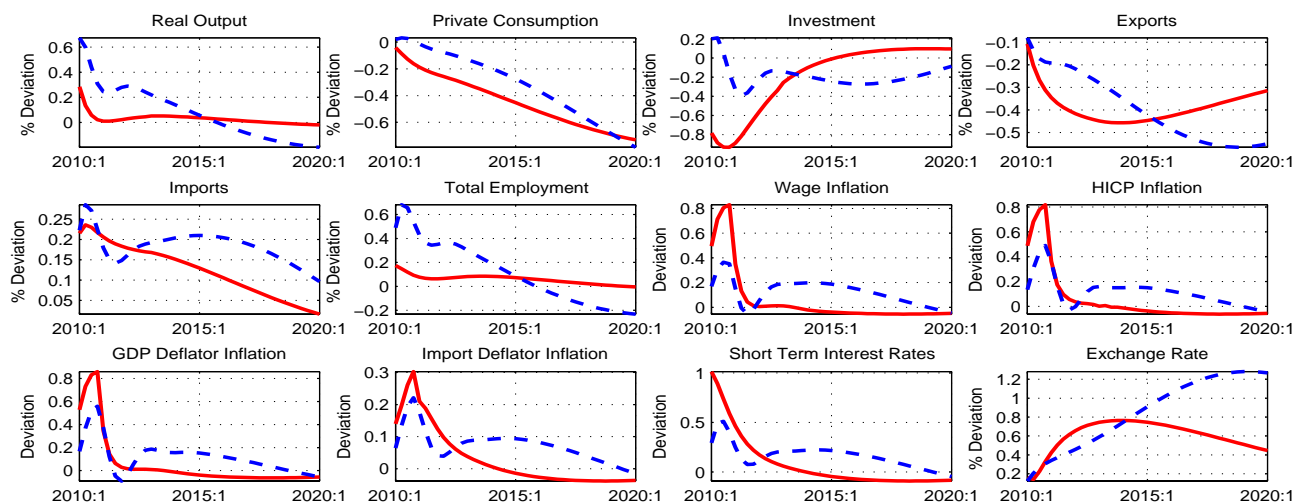 Real Output
Private Consumption
Investment
Exports
% Deviation
0.6
0.4
0.2
0
2010:1 2015:1 2020:1
% Deviation
0
−0.2
−0.4
−0.6
2010:1 2015:1 2020:1
% Deviation
0.2
0
−0.2
−0.4
−0.6
−0.8
2010:1 2015:1 2020:1
% Deviation
−0.1
−0.2
−0.3
−0.4
−0.5
2010:1 2015:1 2020:1
Imports
Total Employment
Wage Inflation
HICP Inflation
% Deviation
0.25
0.2
0.15
0.1
0.05
2010:1 2015:1 2020:1
% Deviation
0.6
0.4
0.2
0
−0.2
2010:1 2015:1 2020:1
Deviation
0.8
0.6
0.4
0.2
0
2010:1 2015:1 2020:1
Deviation
0.8
0.6
0.4
0.2
0
2010:1 2015:1 2020:1
GDP Deflator Inflation
Import Deflator Inflation
Short Term Interest Rates
Exchange Rate
Deviation
0.8
0.6
0.4
0.2
0
2010:1 2015:1 2020:1
Deviation
0.3
0.2
0.1
0
2010:1 2015:1 2020:1
Deviation
1
0.5
0
2010:1 2015:1 2020:1
% Deviation
1.2
1
0.8
0.6
0.4
0.2
2010:1 2015:1 2020:1